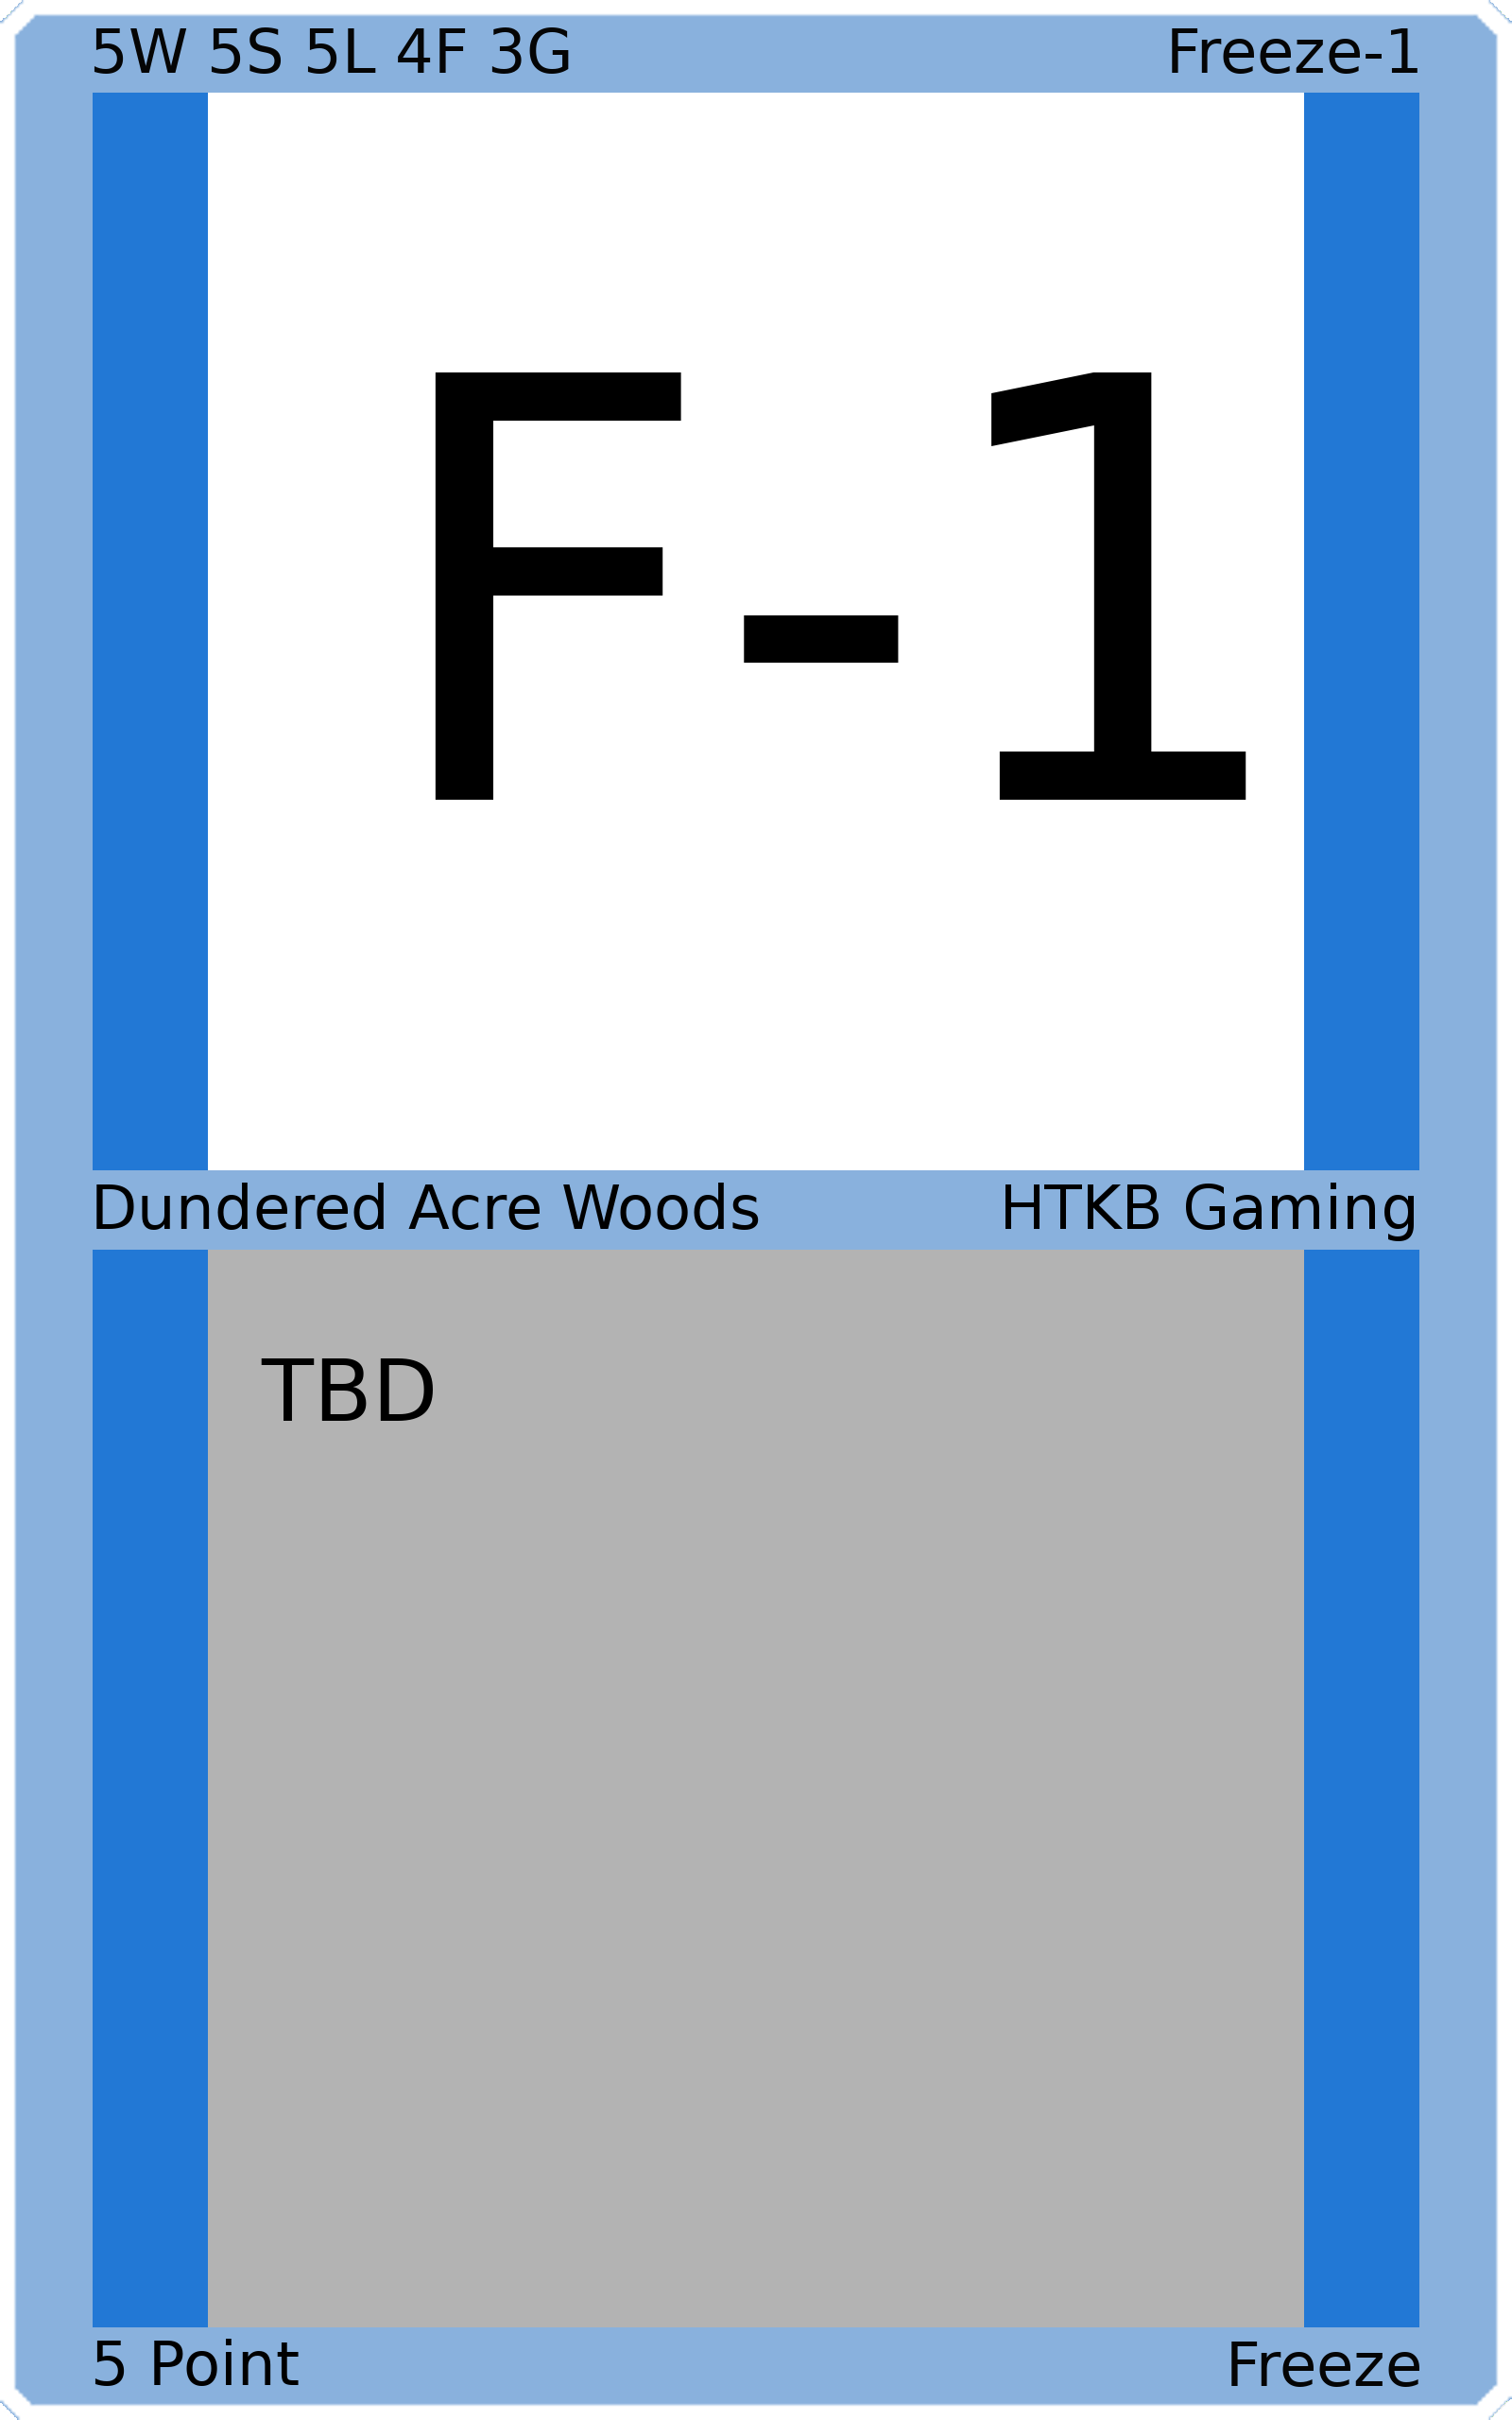 5W 5S 5L 4F 3G Freeze-1
F-1
Dundered Acre Woods HTKB Gaming
TBD
5 Point Freeze